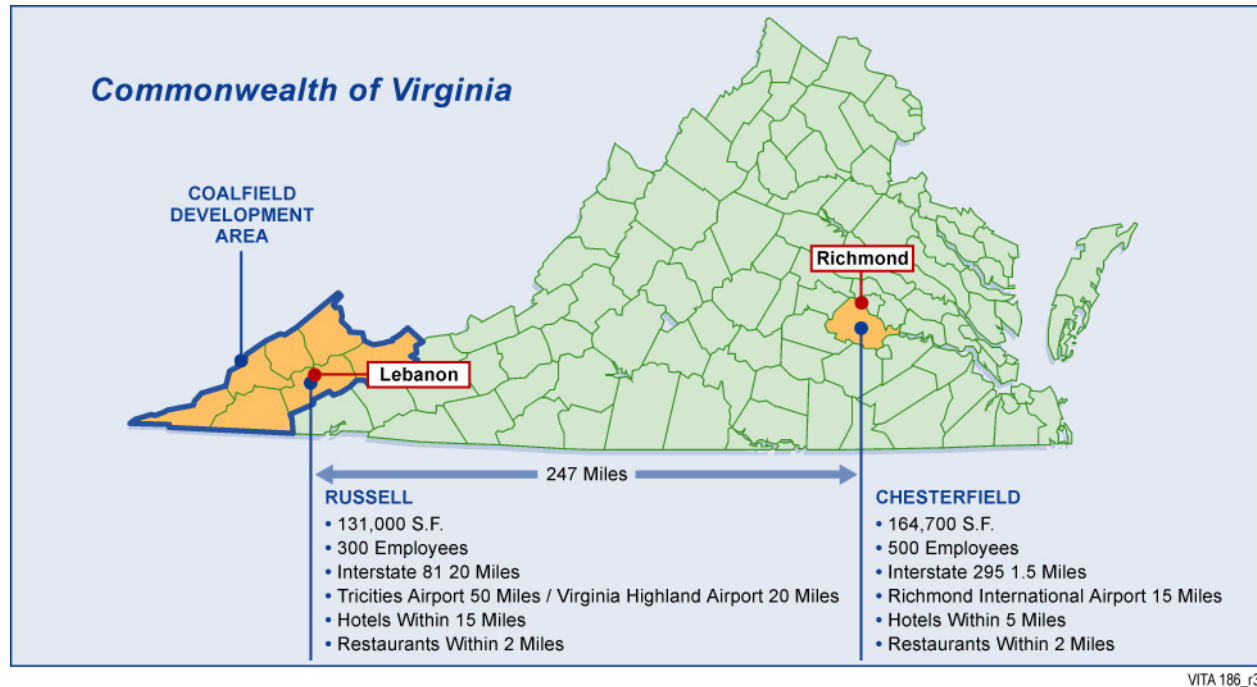 Commonwealth of Virginia
COALFIELD
DEVELOPMENT
AREA
Richmond
Lebanon
247 Miles
RUSSELL
• 131,000 S.F.
• 300 Employees
• Interstate 81 20 Miles
• Tricities Airport 50 Miles / Virginia Highland Airport 20 Miles
• Hotels Within 15 Miles
• Restaurants Within 2 Miles
CHESTERFIELD
• 164,700 S.F.
• 500 Employees
• Interstate 295 1.5 Miles
• Richmond International Airport 15 Miles
• Hotels Within 5 Miles
• Restaurants Within 2 Miles
VITA 186_r3